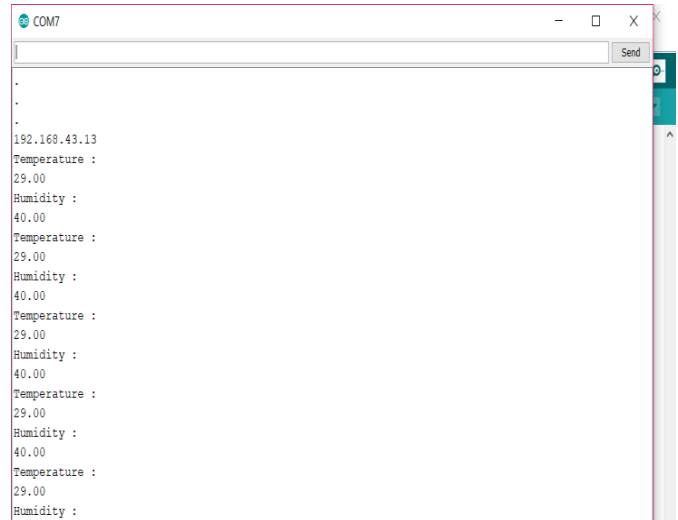 COM7
Send
.
.
.
192.168.43.13
Temperature :
29.00
Humidity :
40.00
Temperature :
29.00
Humidity :
40.00
Temperature :
29.00
Humidity :
40.00
Temperature :
29.00
Humidity :
40.00
Temperature :
29.00
Humidity :